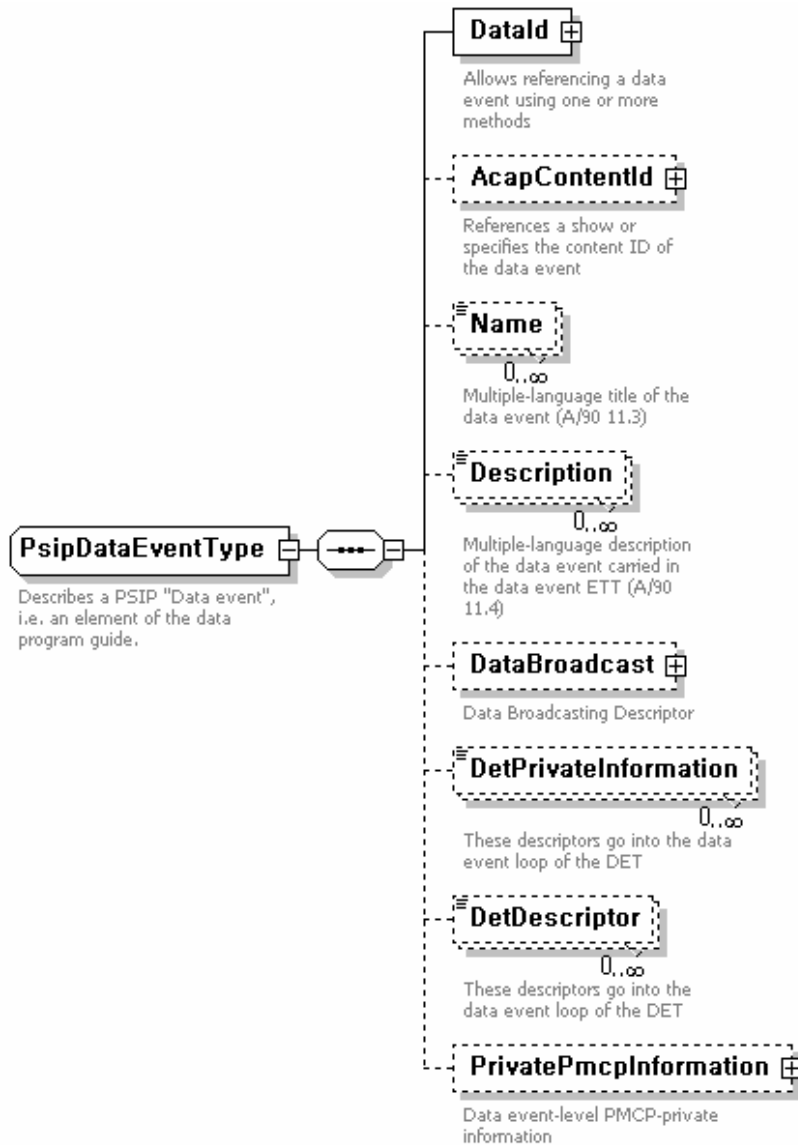 DataId
Allows referencing a data
event using one or more
methods
AcapContentId
References a show or
specifies the content ID of
the data event
Name
0..∞
Multiple-language title of the
data event (A/90 11.3)
Description
0..∞
Multiple-language description
of the data event carried in
the data event ETT (A/90
11.4)
PsipDataEventType
Describes a PSIP "Data event",
i.e. an element of the data
program guide.
DataBroadcast
Data Broadcasting Descriptor
DetPrivateInformation
0..∞
These descriptors go into the data
event loop of the DET
DetDescriptor
0..∞
These descriptors go into the
data event loop of the DET
PrivatePmcpInformation
Data event-level PMCP-private
information